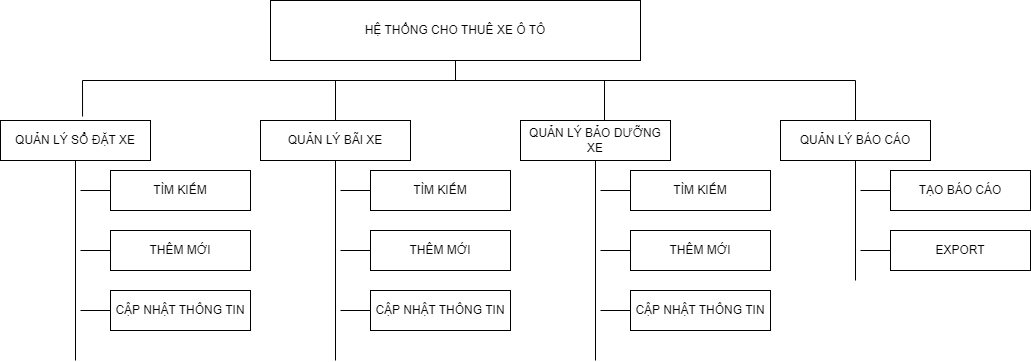 HỆ THỐNG CHO THUÊ XE Ô TÔ
QUẢN LÝ SỔ ĐẶT XE
TÌM KIẾM
THÊM MỚI
CẬP NHẬT THÔNG TIN
QUẢN LÝ BÃI XE
TÌM KIẾM
THÊM MỚI
CẬP NHẬT THÔNG TIN
QUẢN LÝ BẢO DƯỠNG
XE
TÌM KIẾM
THÊM MỚI
CẬP NHẬT THÔNG TIN
QUẢN LÝ BÁO CÁO
TẠO BÁO CÁO
EXPORT